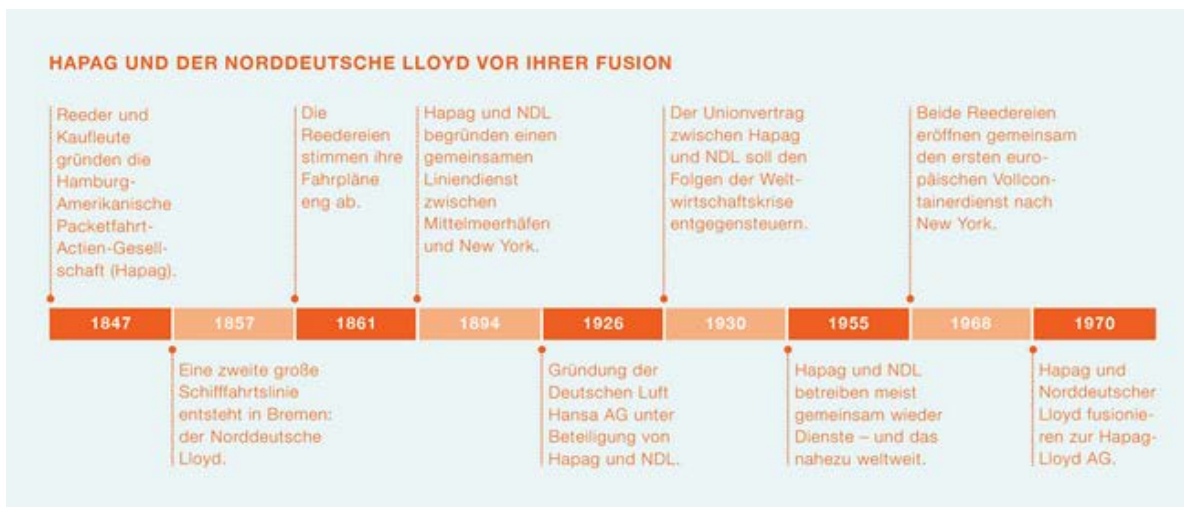 HAPAG UND DER NORDDEUTSCHE LLOYD VOR IHRER FUSION
Reeder und
Kaufleute
gründen die
Hamburg-
Amerikanische
Packetfahrt-
Actien-Gesell-
schaft (Hapag).
Die
Reedereien
stimmen ihre
Fahrpläne
eng ab.
Hapag und NDL
begründen einen
gemeinsamen
Liniendienst
zwischen
Mittelmeerhäfen
und New York.
Der Unionvertrag
zwischen Hapag
und NDL soll den
Folgen der Welt-
wirtschaftskrise
entgegensteuern.
Beide Reedereien
eröffnen gemeinsam
den ersten euro-
päischen Vollcon-
tainerdienst nach
New York.
1847 1857 1861 1894 1926 1930 1955 1968 1970
Eine zweite große
Schifffahrtslinie
entsteht in Bremen:
der Norddeutsche
Lloyd.
Gründung der
Deutschen Luft
Hansa AG unter
Beteiligung von
Hapag und NDL.
Hapag und NDL
betreiben meist
gemeinsam wieder
Dienste – und das
nahezu weltweit.
Hapag und
Norddeutscher
Lloyd fusionie-
ren zur Hapag-
Lloyd AG.